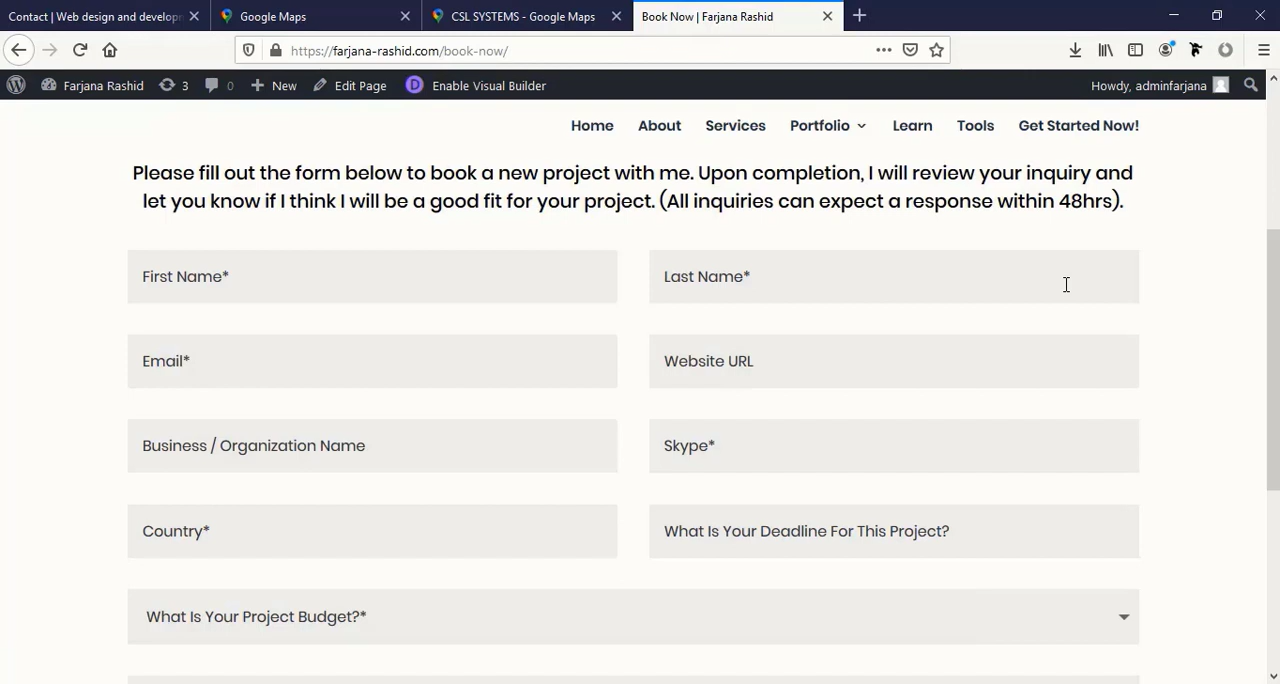 Contact | Web design and developm
Google Maps
CSL SYSTEMS - Google Maps
Book Now | Farjana Rashid
https://farjana-rashid.com/book-now/
Farjana Rashid
3
0
New
Edit Page
D
Enable Visual Builder
Howdy, adminfarjana
Home
About
Services
Portfolio
Learn
Tools
Get Started Now!
Please fill out the form below to book a new project with me. Upon completion, I will review your inquiry and
let you know if I think I will be a good fit for your project. (All inquiries can expect a response within 48hrs).
First Name*
Last Name*
Email*
Website URL
Business / Organization Name
Skype*
Country*
What Is Your Deadline For This Project?
What Is Your Project Budget?*